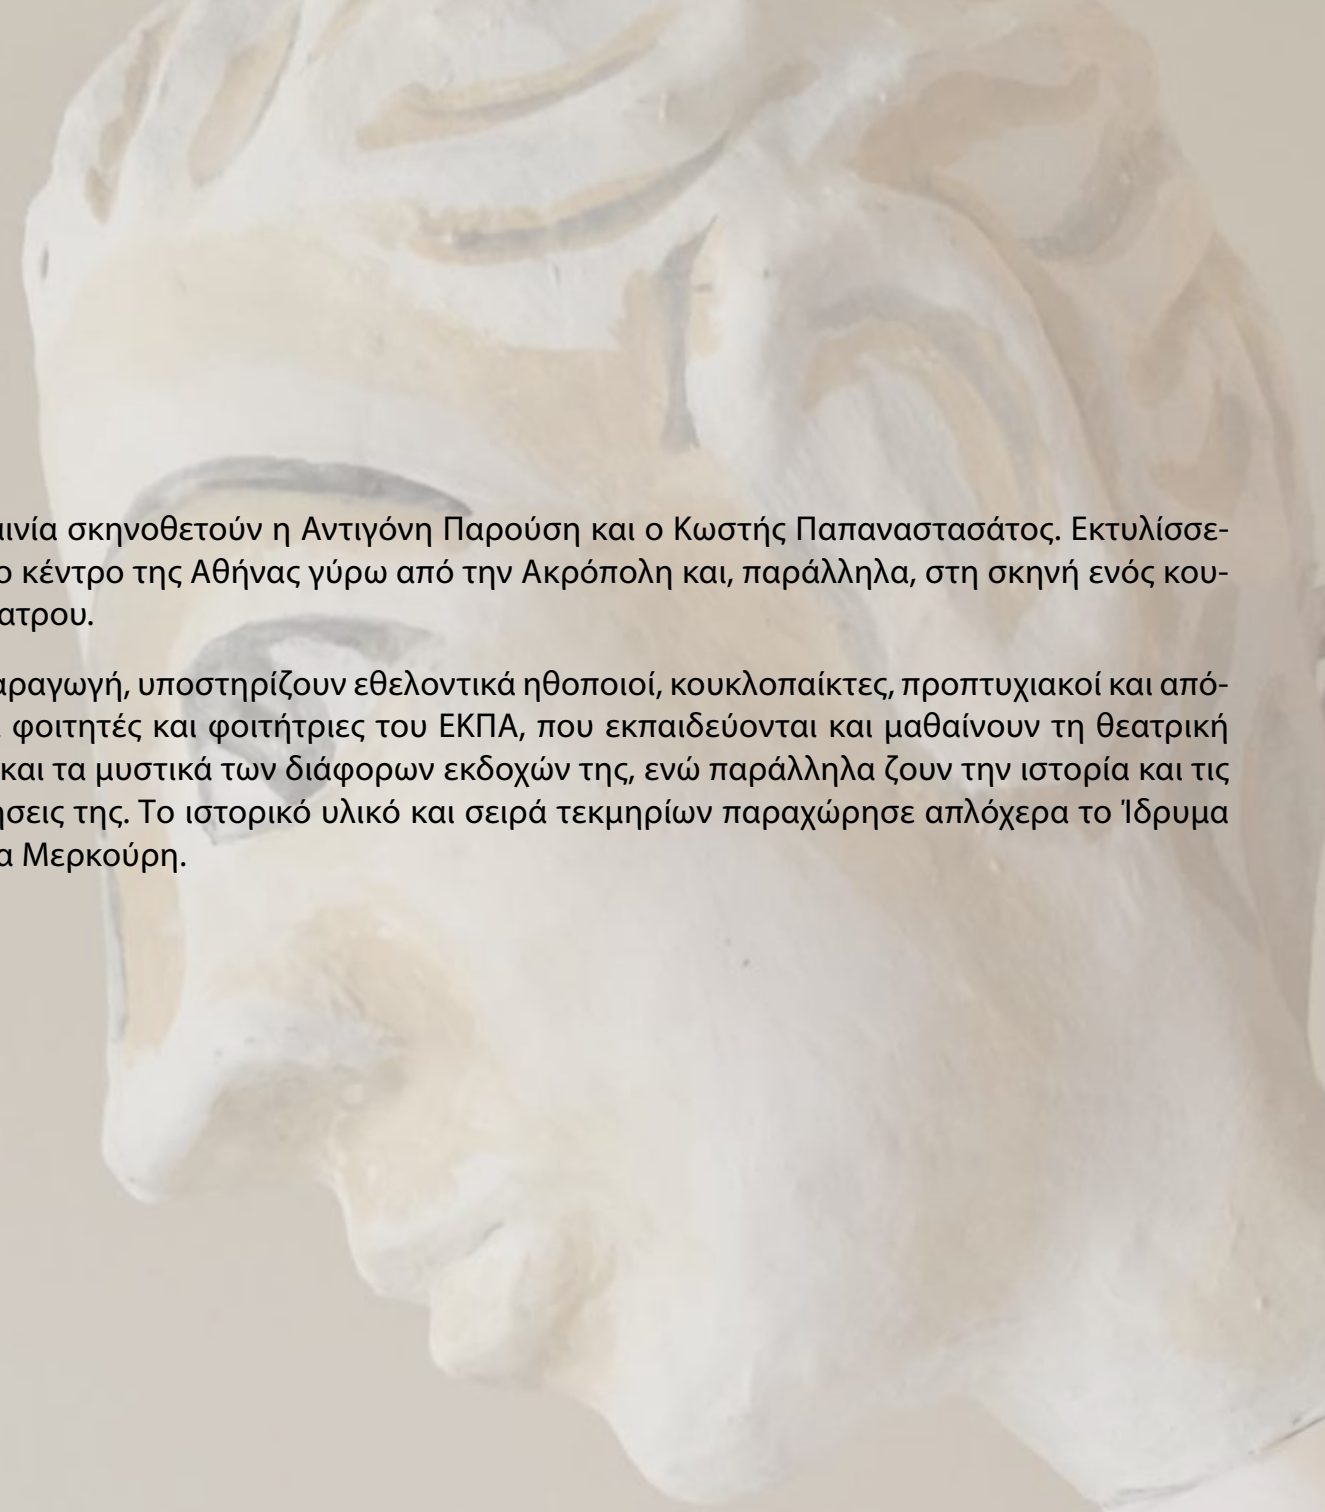 αινία σκηνοθετούν η Αντιγόνη Παρούση και ο Κωστής Παπαναστασάτος. Εκτυλίσσε-
ο κέντρο της Αθήνας γύρω από την Ακρόπολη και, παράλληλα, στη σκηνή ενός κου-
ατρου.
αραγωγή, υποστηρίζουν εθελοντικά ηθοποιοί, κουκλοπαίκτες, προπτυχιακοί και από-
φοιτητές και φοιτήτριες του ΕΚΠΑ, που εκπαιδεύονται και μαθαίνουν τη θεατρική
και τα μυστικά των διάφορων εκδοχών της, ενώ παράλληλα ζουν την ιστορία και τις
ήσεις της. Το ιστορικό υλικό και σειρά τεκμηρίων παραχώρησε απλόχερα το Ίδρυμα
α Μερκούρη.